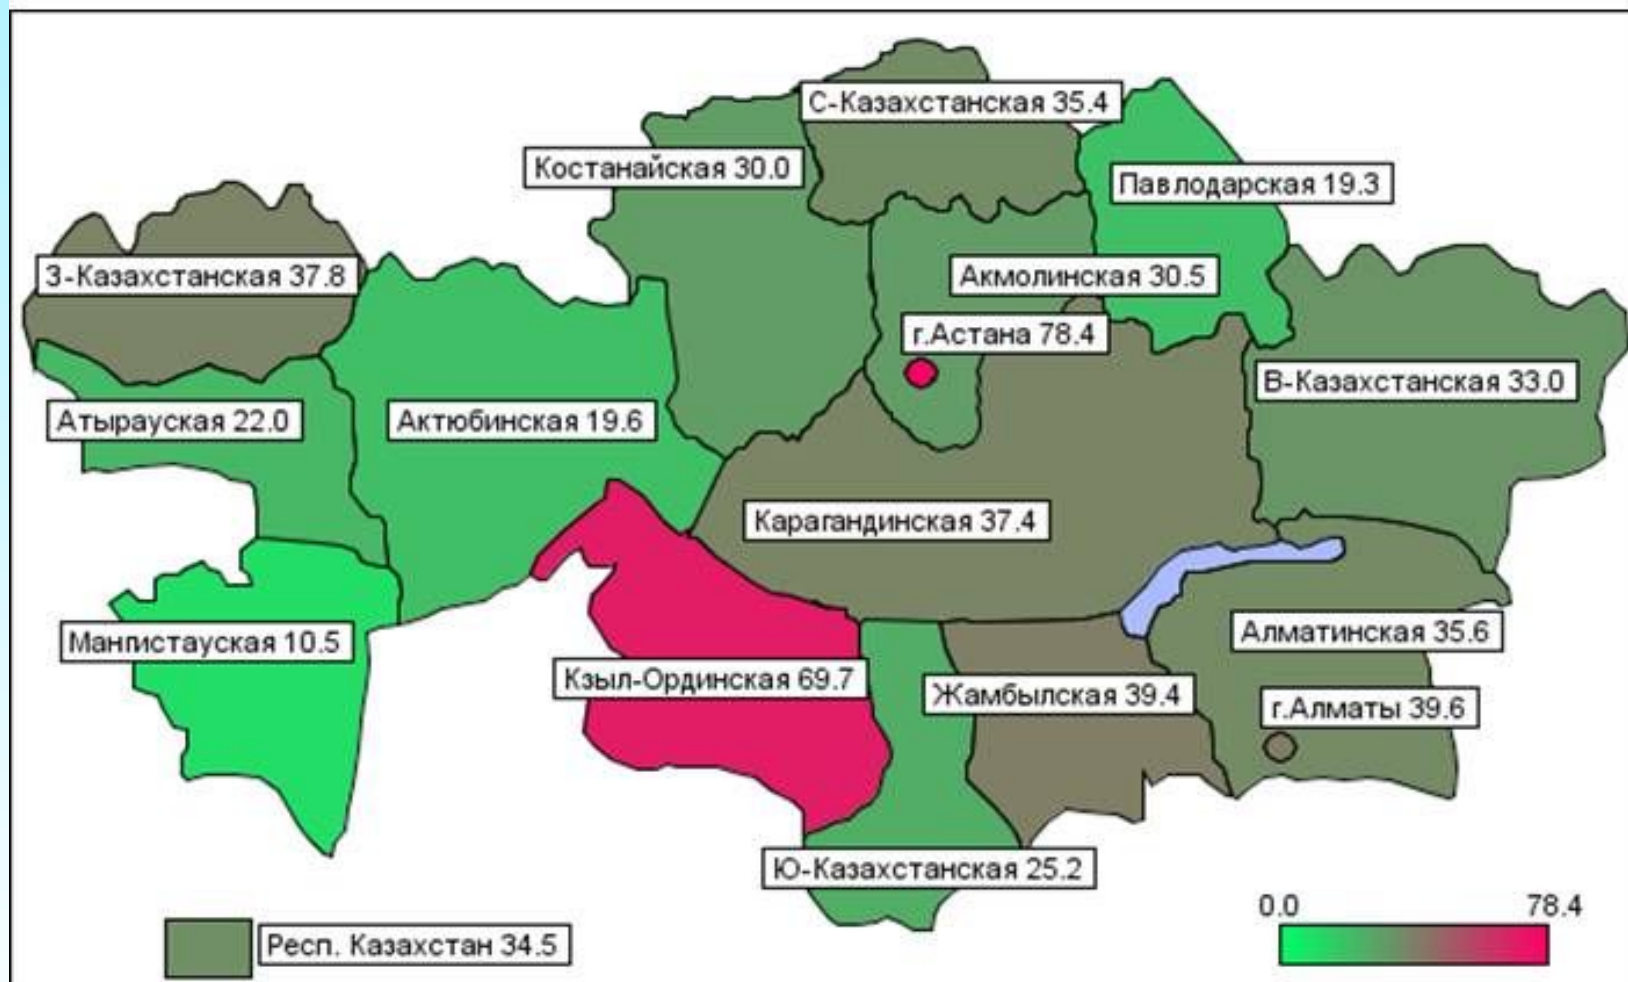 С-Казахстанская 35.4
Костанайская 30.0
Павлодарская 19.3
З-Казахстанская 37.8
Акмолинская 30.5
г.Астана 78.4
В-Казахстанская 33.0
Атырауская 22.0
Актюбинская 19.6
Карагандинская 37.4
Мангистауская 10.5
Алматинская 35.6
Кзыл-Ординская 69.7
Жамбылская 39.4
г.Алматы 39.6
Ю-Казахстанская 25.2
0.0 78.4
Респ. Казахстан 34.5